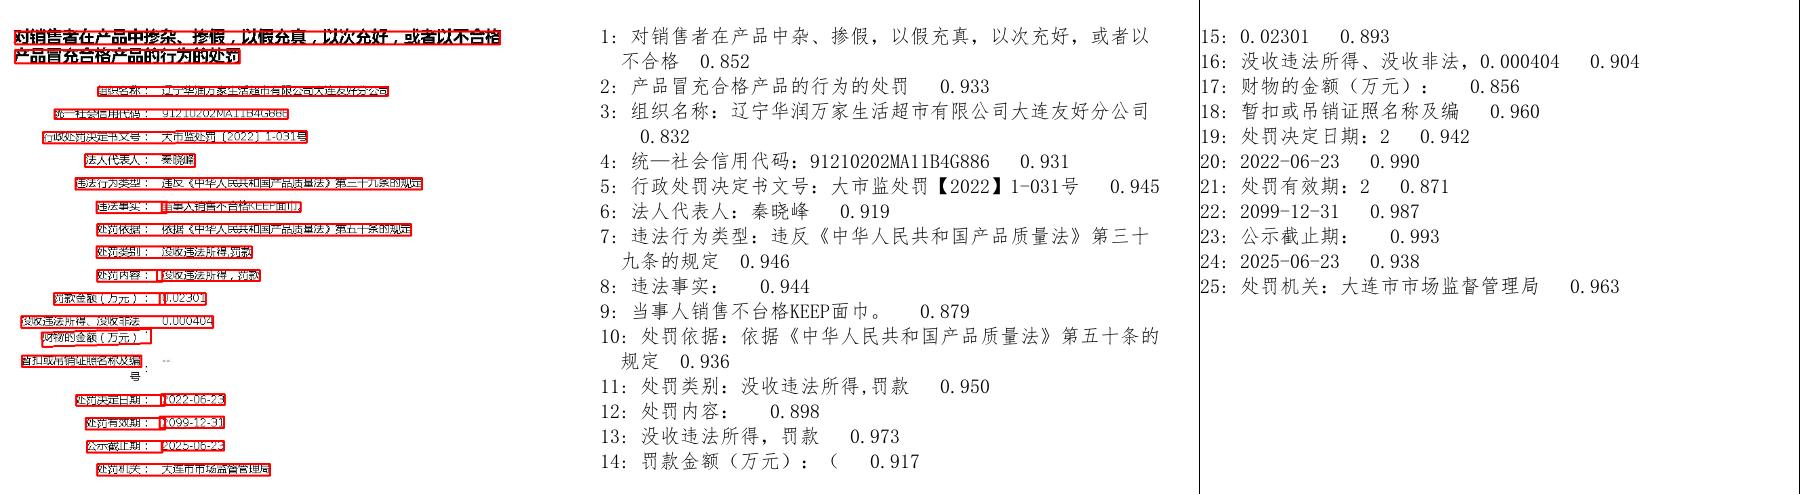 对销售者在产品中掺杂、掺假，以假充真，以次充好，或者以不合格
产品冒充合格产品的行为的处罚
组织名称： 辽宁华润万家生活超市有限公司大连友好分公司
统一社会信用代码： 91210202MA11B4G886
行政处罚决定书文号： 大市监处罚〔2022〕1-031号
法人代表人： 秦晓峰
违法行为类型： 违反《中华人民共和国产品质量法》第三十九条的规定
违法事实： 当事人销售不合格KEEP面巾。
处罚依据： 依据《中华人民共和国产品质量法》第五十条的规定
处罚类别： 没收违法所得,罚款
处罚内容： 没收违法所得，罚款
罚款金额（万元）： 0.02301
没收违法所得、没收非法 0.000404
财物的金额（万元）：
暂扣或吊销证照名称及编 --
号：
处罚决定日期： 2022-06-23
处罚有效期： 2099-12-31
公示截止期： 2025-06-23
处罚机关： 大连市市场监督管理局
1: 对销售者在产品中杂、掺假，以假充真，以次充好，或者以
不合格 0.852
2: 产品冒充合格产品的行为的处罚 0.933
3: 组织名称：辽宁华润万家生活超市有限公司大连友好分公司
0.832
4: 统一社会信用代码：91210202MA11B4G886 0.931
5: 行政处罚决定书文号：大市监处罚【2022】1-031号 0.945
6: 法人代表人：秦晓峰 0.919
7: 违法行为类型：违反《中华人民共和国产品质量法》第三十
九条的规定 0.946
8: 违法事实： 0.944
9: 当事人销售不台格KEEP面巾。 0.879
10: 处罚依据：依据《中华人民共和国产品质量法》第五十条的
规定 0.936
11: 处罚类别：没收违法所得,罚款 0.950
12: 处罚内容： 0.898
13: 没收违法所得，罚款 0.973
14: 罚款金额（万元）：（ 0.917
15: 0.02301 0.893
16: 没收违法所得、没收非法，0.000404 0.904
17: 财物的金额（万元）： 0.856
18: 暂扣或吊销证照名称及编 0.960
19: 处罚决定日期：2 0.942
20: 2022-06-23 0.990
21: 处罚有效期：2 0.871
22: 2099-12-31 0.987
23: 公示截止期： 0.993
24: 2025-06-23 0.938
25: 处罚机关：大连市市场监督管理局 0.963